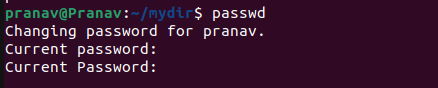 pranav@Pranav:~/mydir$ passwd
Changing password for pranav.
Current password:
Current Password: